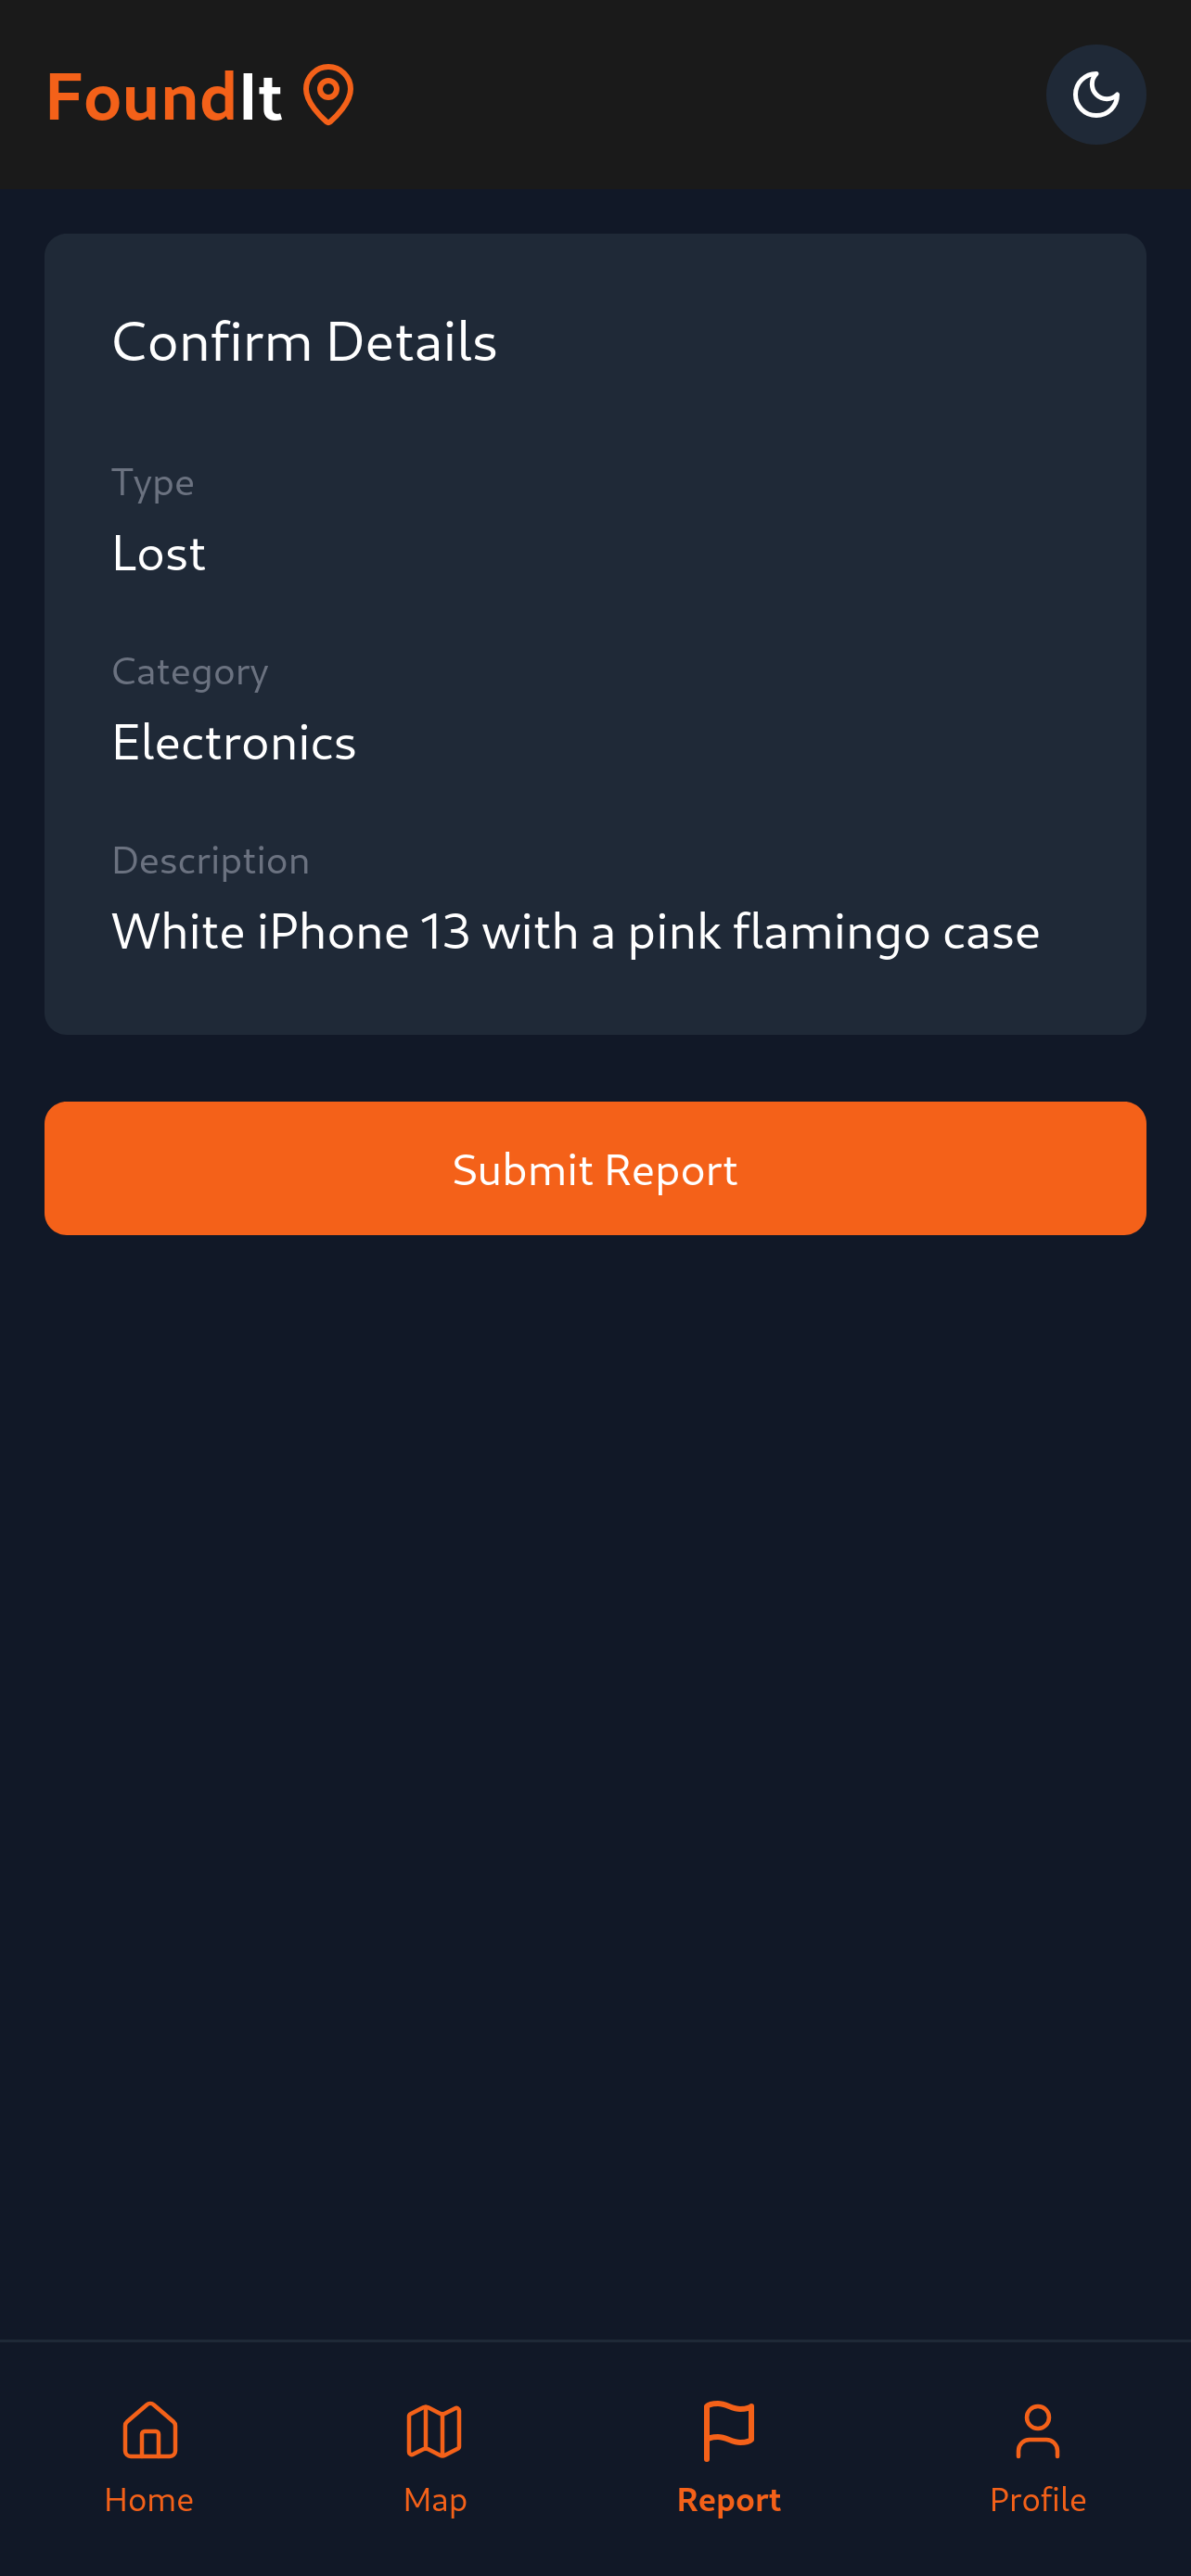 FoundIt
Confirm Details
Type
Lost
Category
Electronics
Description
White iPhone 13 with a pink flamingo case
Submit Report
Home Map Report Profile